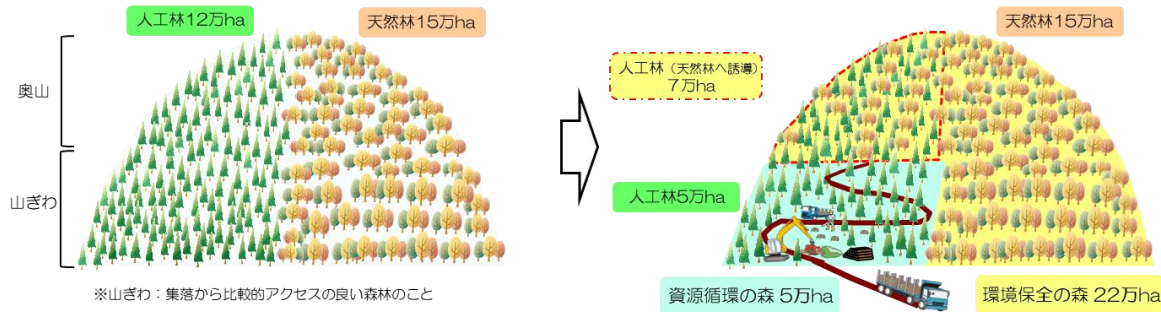 人工林12万ha
天然林15万ha
奥山
山ぎわ
※山ぎわ：集落から比較的アクセスの良い森林のこと
天然林15万ha
人工林（天然林へ誘導）
7万ha
人工林5万ha
資源循環の森 5万ha
環境保全の森 22万ha